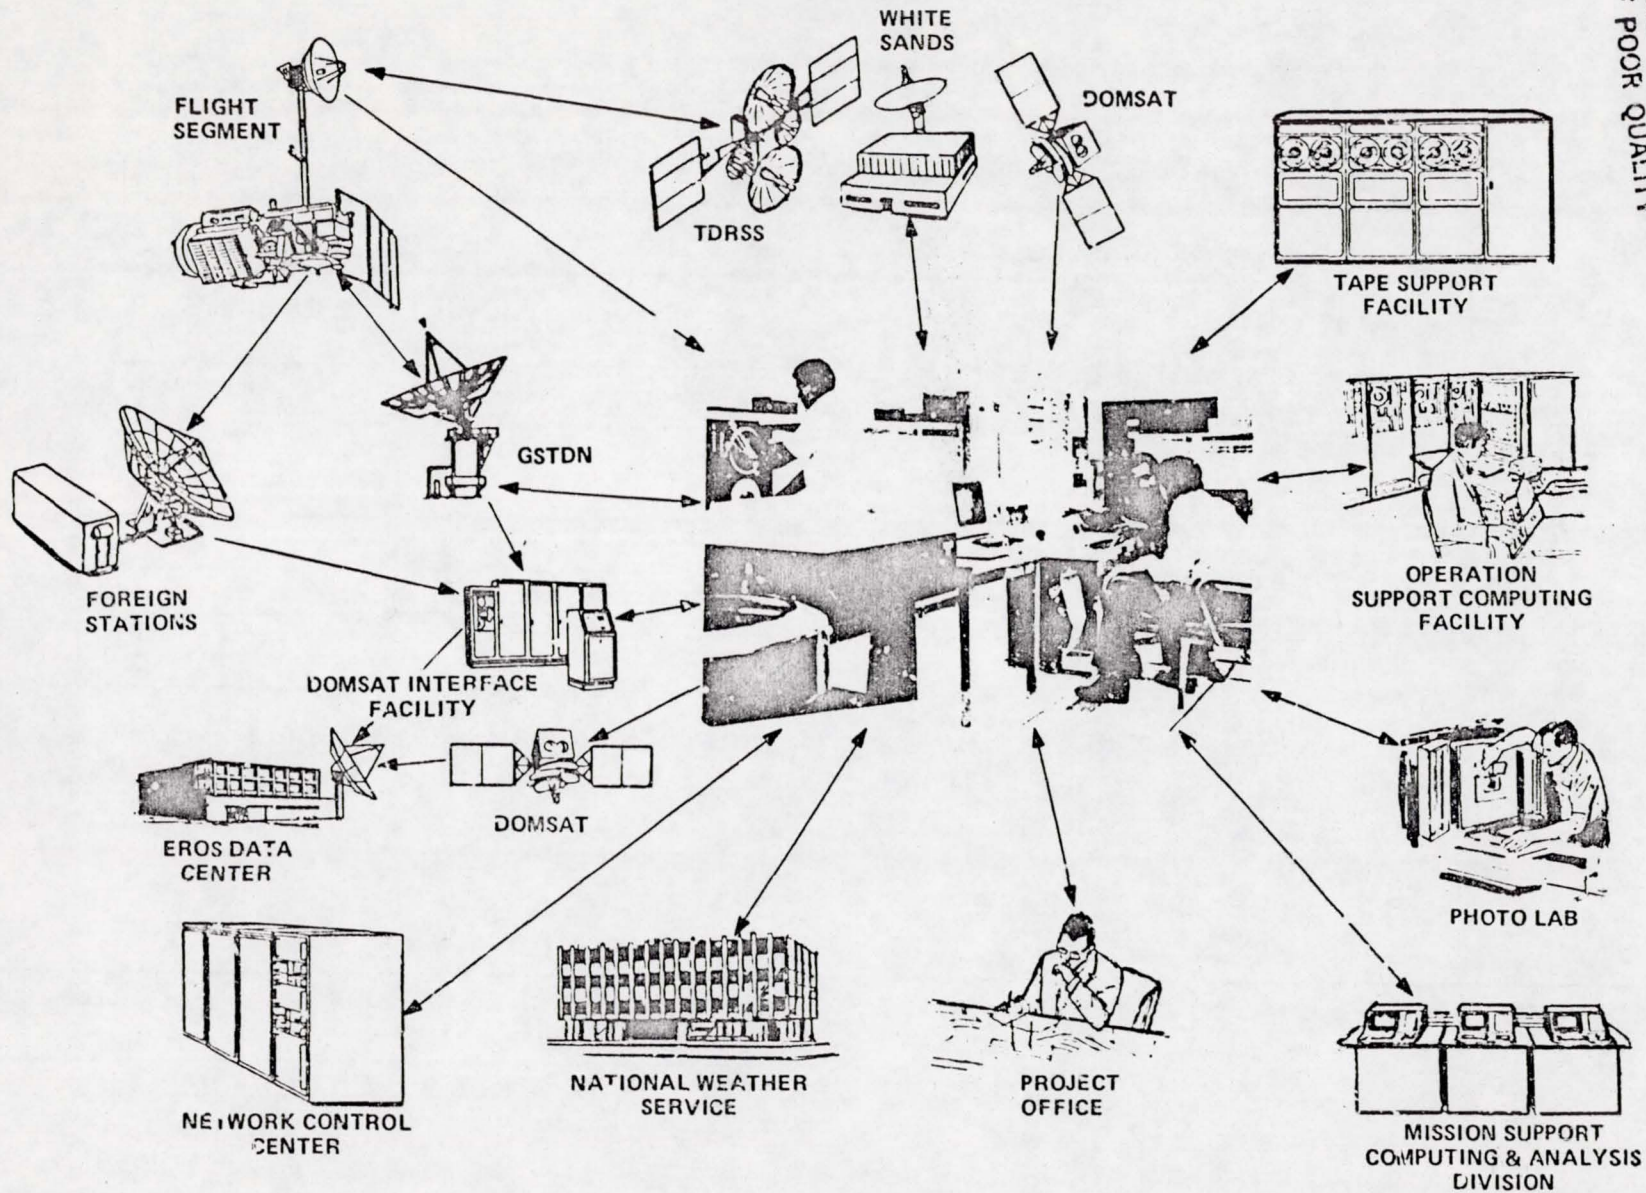 WHITE
SANDS
POOR QUALITY
FLIGHT
SEGMENT
DOMSAT
TDRSS
TAPE SUPPORT
FACILITY
GSTDN
FOREIGN
STATIONS
OPERATION
SUPPORT COMPUTING
FACILITY
DOMSAT INTERFACE
FACILITY
DOMSAT
EROS DATA
CENTER
PHOTO LAB
NATIONAL WEATHER
SERVICE
PROJECT
OFFICE
NETWORK CONTROL
CENTER
MISSION SUPPORT
COMPUTING & ANALYSIS
DIVISION